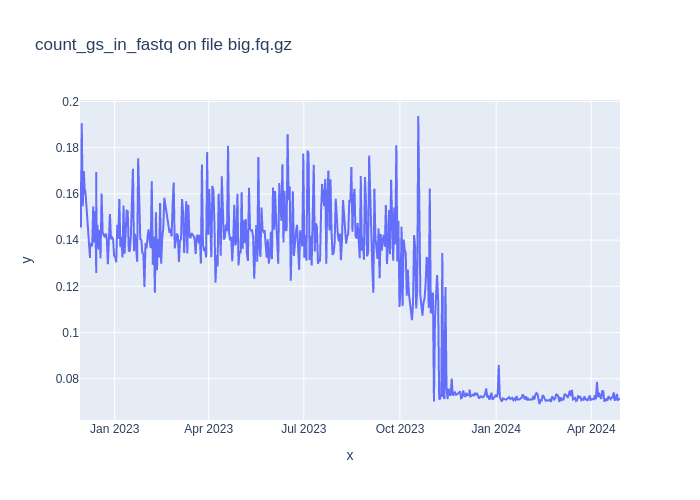 count_gs_in_fastq on file big.fq.gz
0.2
0.18
0.16
0.14
0.12
0.1
0.08
y
Jan 2023
Apr 2023
Jul 2023
Oct 2023
Jan 2024
Apr 2024
x